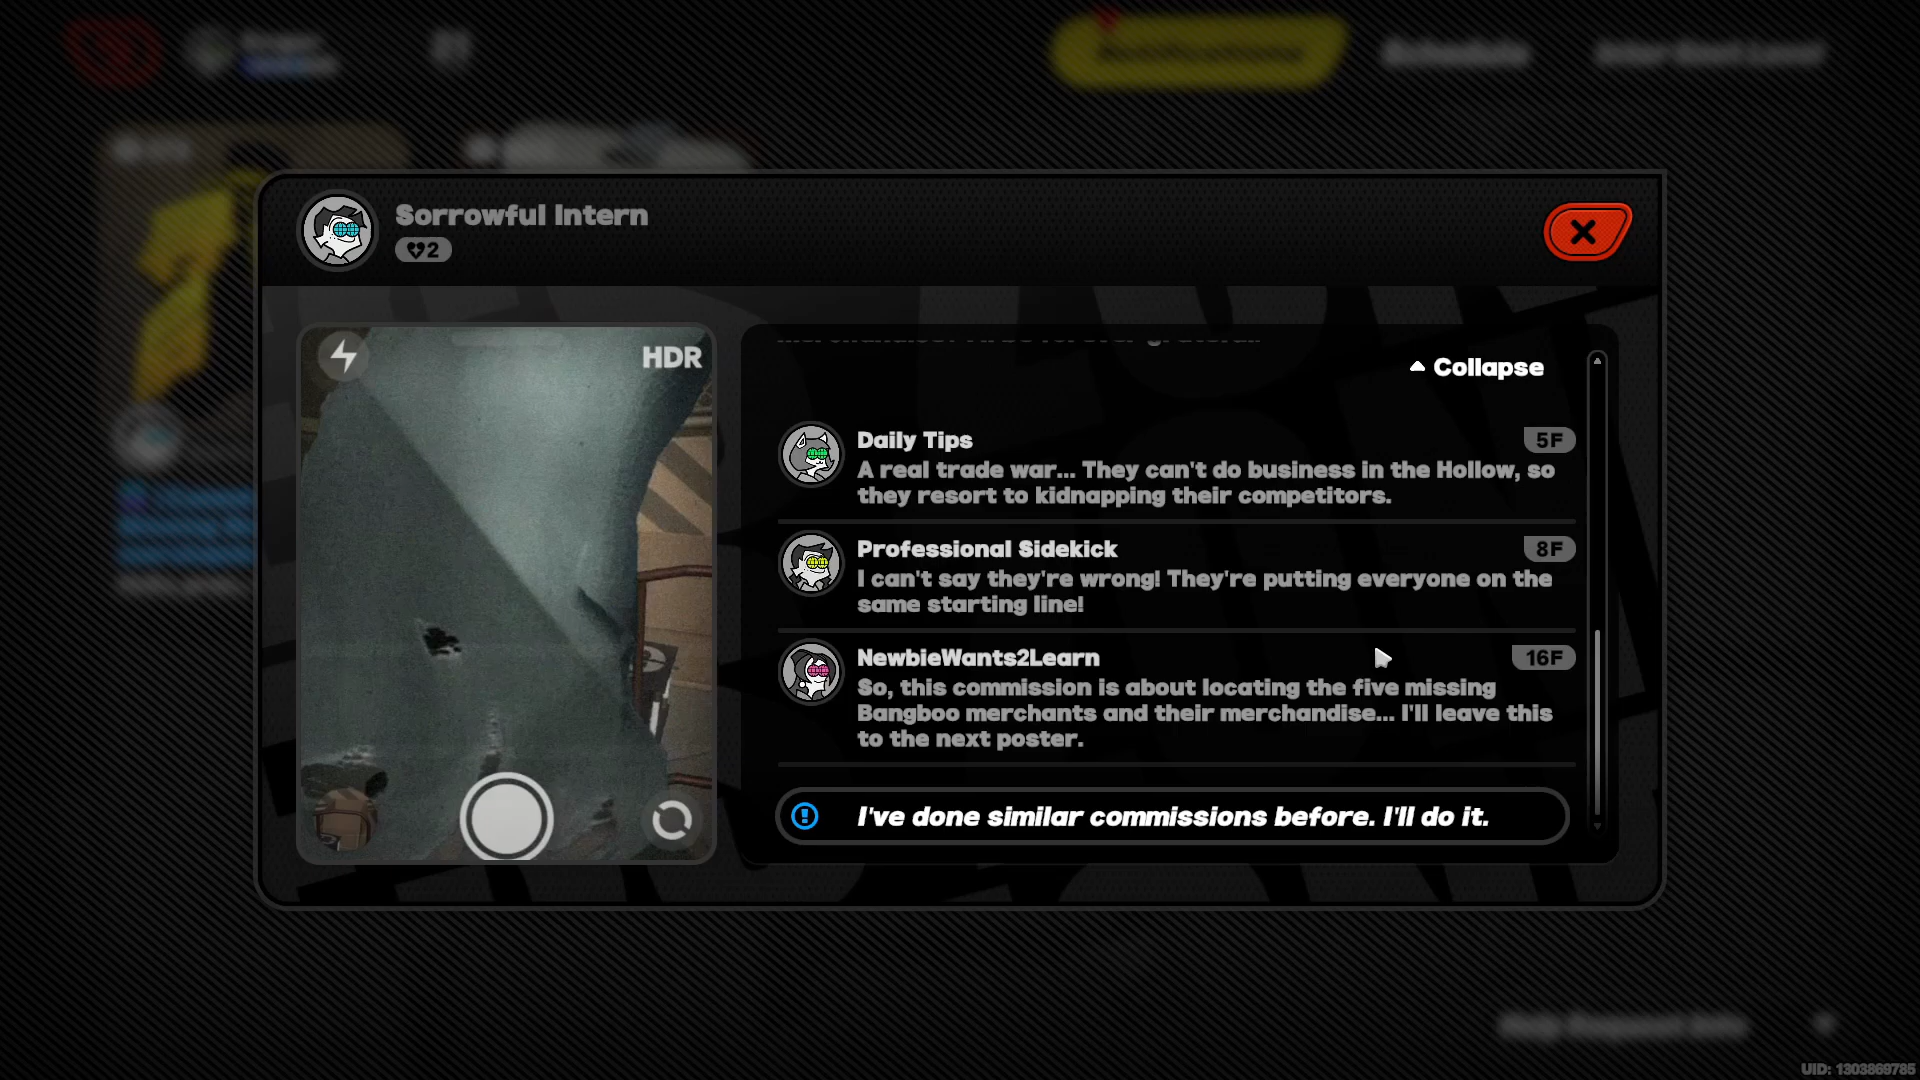 Sorrowful Intern
2
HDR
Collapse
Daily Tips
5F
A real trade war... They can't do business in the Hollow, so
they resort to kidnapping their competitors.
Professional Sidekick
8F
I can't say they're wrong! They're putting everyone on the
same starting line!
NewbieWants2Learn
16F
So, this commission is about locating the five missing
Bangboo merchants and their merchandise... I'll leave this
to the next poster.
I've done similar commissions before. I'll do it.
UID: 1303869785